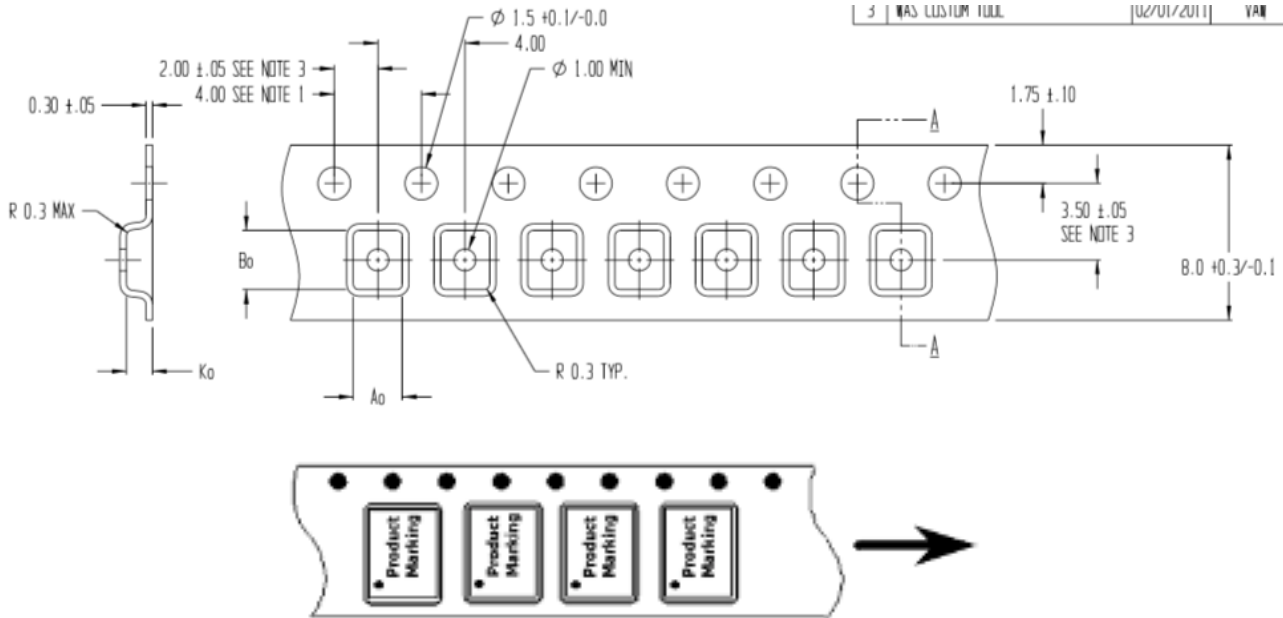 3 WAS CUSTOM TOOL 02/01/2011 VAW
Ø 1.5 +0.1/-0.0
4.00
2.00 ±.05 SEE NOTE 3
Ø 1.00 MIN
4.00 SEE NOTE 1
0.30 ±.05
1.75 ±.10
A
R 0.3 MAX
3.50 ±.05
SEE NOTE 3
Bo
8.0 +0.3/-0.1
A
Ko
R 0.3 TYP.
Ao
Product
Marking
Product
Marking
Product
Marking
Product
Marking